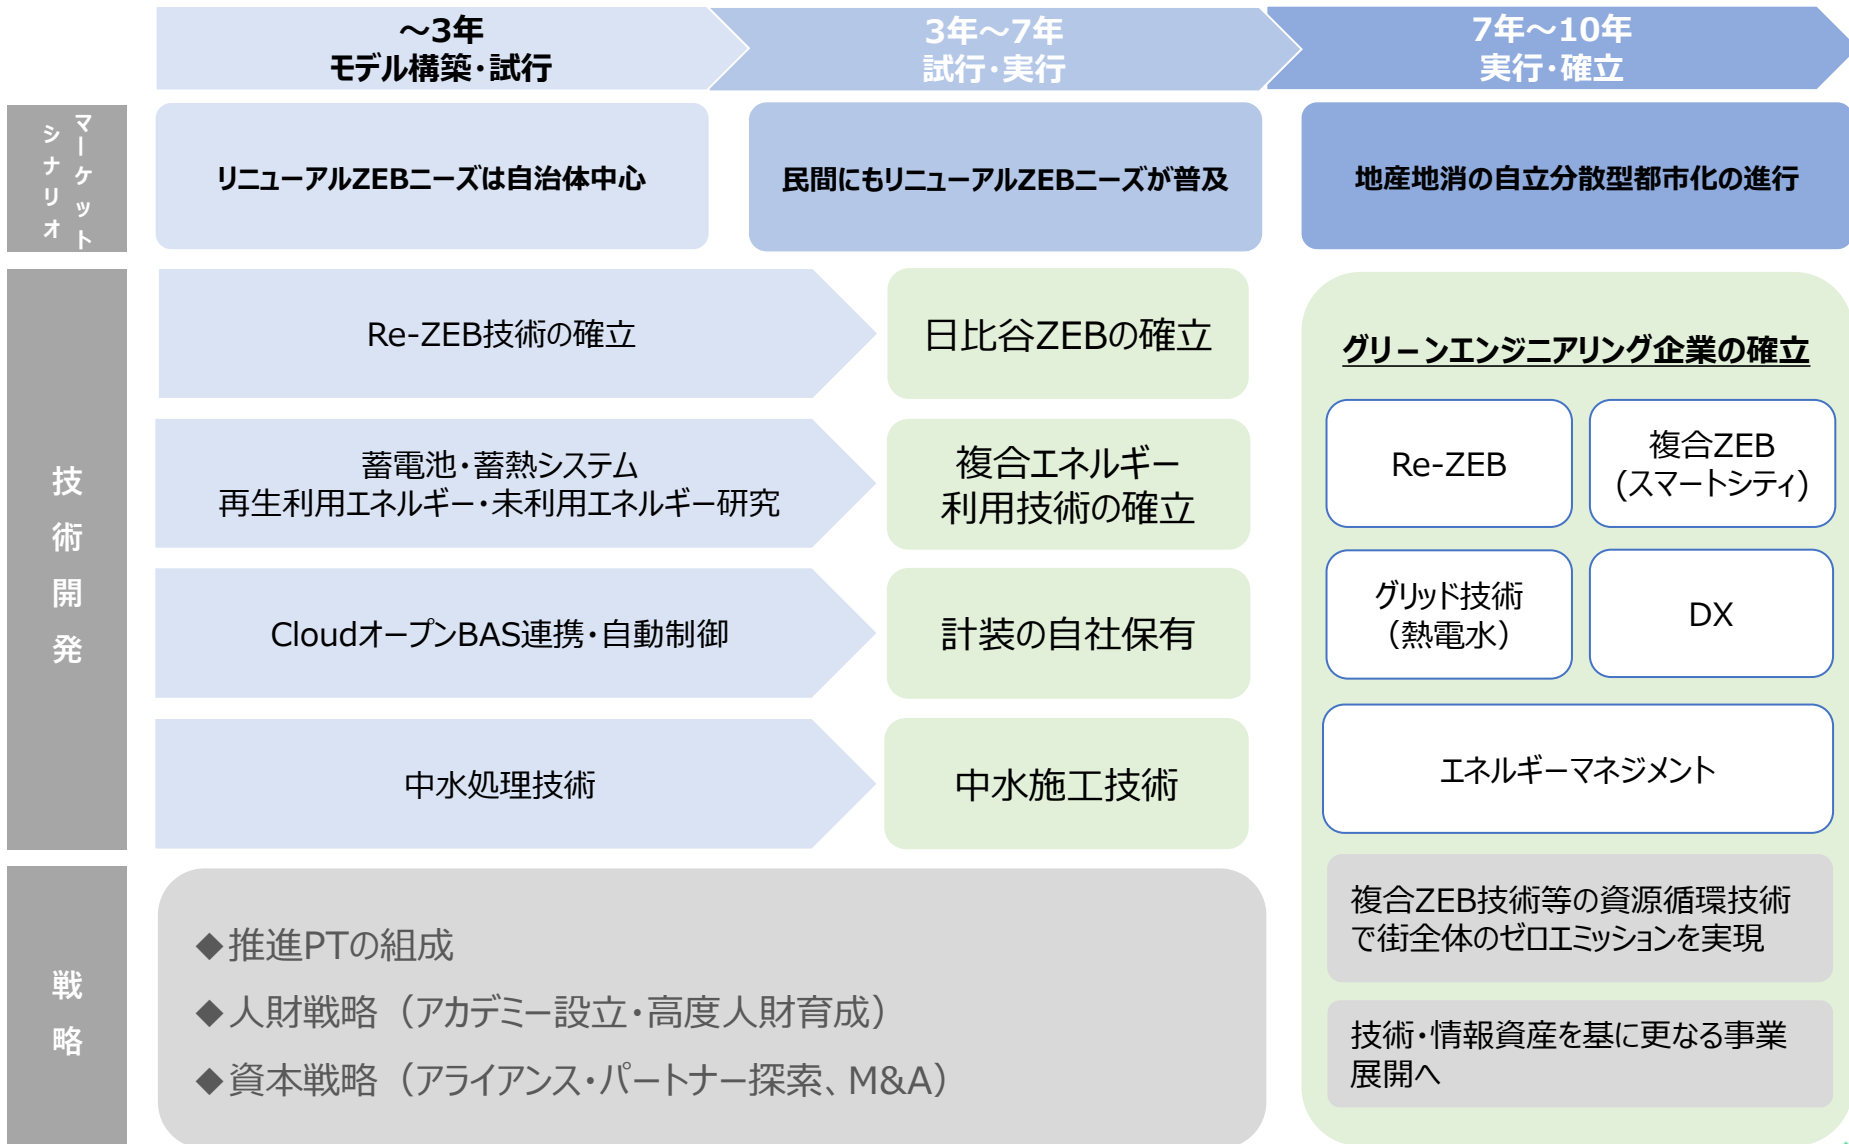 ～3年
モデル構築・試行
3年～7年
試行・実行
7年～10年
実行・確立
マーケット
シナリオ
リニューアルZEBニーズは自治体中心
民間にもリニューアルZEBニーズが普及
地産地消の自立分散型都市化の進行
技術開発
Re-ZEB技術の確立
日比谷ZEBの確立
蓄電池・蓄熱システム
再生利用エネルギー・未利用エネルギー研究
複合エネルギー
利用技術の確立
CloudオープンBAS連携・自動制御
計装の自社保有
中水処理技術
中水施工技術
グリーンエンジニアリング企業の確立
Re-ZEB
複合ZEB
(スマートシティ)
グリッド技術
（熱電水）
DX
エネルギーマネジメント
戦略
◆推進PTの組成
◆人財戦略（アカデミー設立・高度人財育成）
◆資本戦略（アライアンス・パートナー探索、M&A）
複合ZEB技術等の資源循環技術
で街全体のゼロエミッションを実現
技術・情報資産を基に更なる事業
展開へ